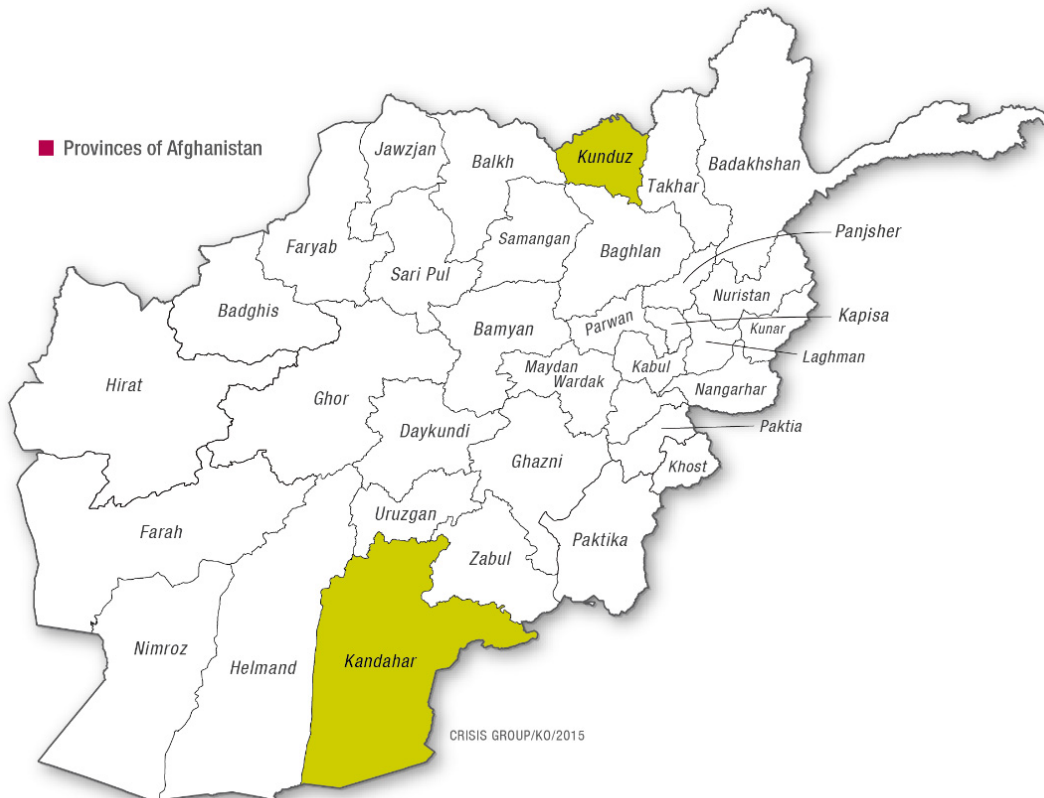 Provinces of Afghanistan
Jawzjan
Balkh
Kunduz
Takhar
Badakhshan
Faryab
Sari Pul
Samangan
Baghlan
Panjsher
Badghis
Nuristan
Bamyan
Parwan
Kapisa
Kunar
Laghman
Hirat
Ghor
Maydan
Wardak
Kabul
Nangarhar
Daykundi
Paktia
Ghazni
Khost
Uruzgan
Farah
Zabul
Paktika
Nimroz
Helmand
Kandahar
CRISIS GROUP/KO/2015